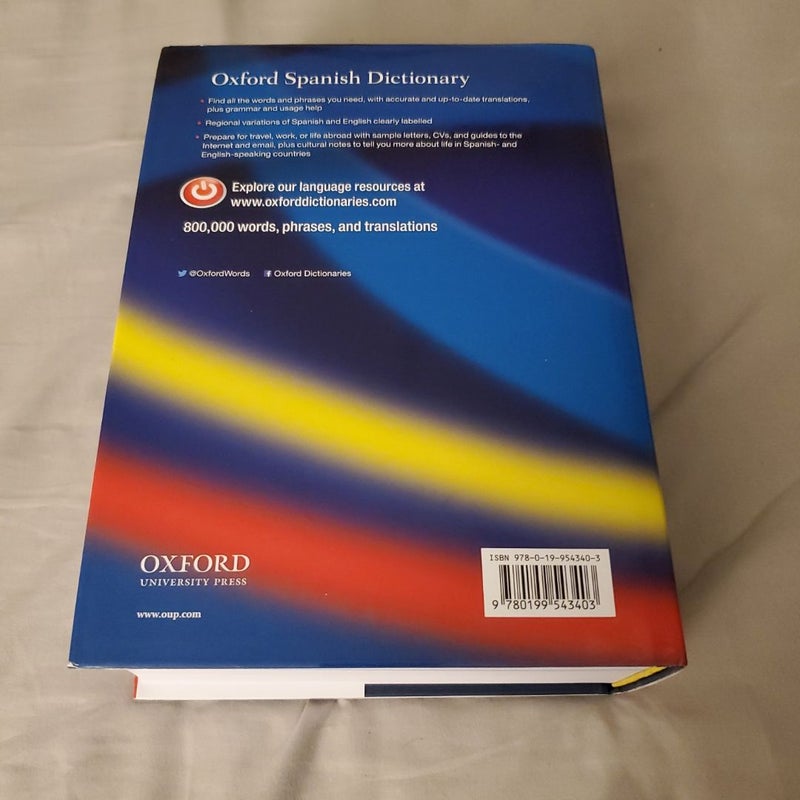 Oxford Spanish Dictionary
• Find all the words and phrases you need, with accurate and up-to-date translations,
plus grammar and usage help
• Regional variations of Spanish and English clearly labelled
• Prepare for travel, work, or life abroad with sample letters, CVs, and guides to the
Internet and email, plus cultural notes to tell you more about life in Spanish- and
English-speaking countries
Explore our language resources at
www.oxforddictionaries.com
800,000 words, phrases, and translations
@OxfordWords f Oxford Dictionaries
OXFORD
UNIVERSITY PRESS
www.oup.com
ISBN 978-0-19-954340-3
9 780199 543403